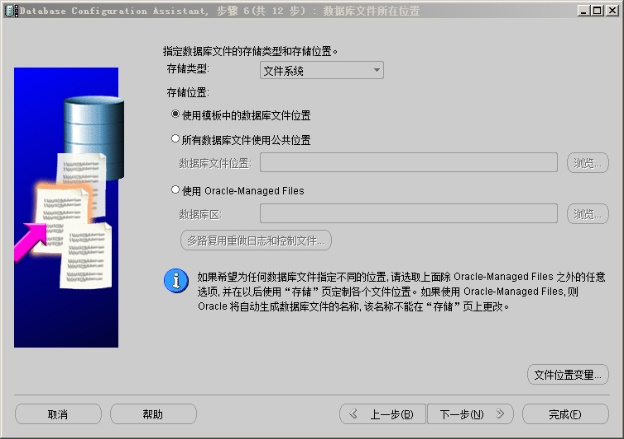 Database Configuration Assistant, 步骤 6(共 12 步) : 数据库文件所在位置
指定数据库文件的存储类型和存储位置。
存储类型:
文件系统
存储位置:
使用模板中的数据库文件位置
所有数据库文件使用公共位置
数据库文件位置:
浏览...
使用 Oracle-Managed Files
数据库区:
浏览...
多路复用重做日志和控制文件...
如果希望为任何数据库文件指定不同的位置, 请选取上面除 Oracle-Managed Files 之外的任意
选项, 并在以后使用 “存储” 页定制各个文件位置。如果使用 Oracle-Managed Files, 则
Oracle 将自动生成数据库文件的名称, 该名称不能在 “存储” 页上更改。
文件位置变量...
取消
帮助
上一步(B)
下一步(N)
完成(F)